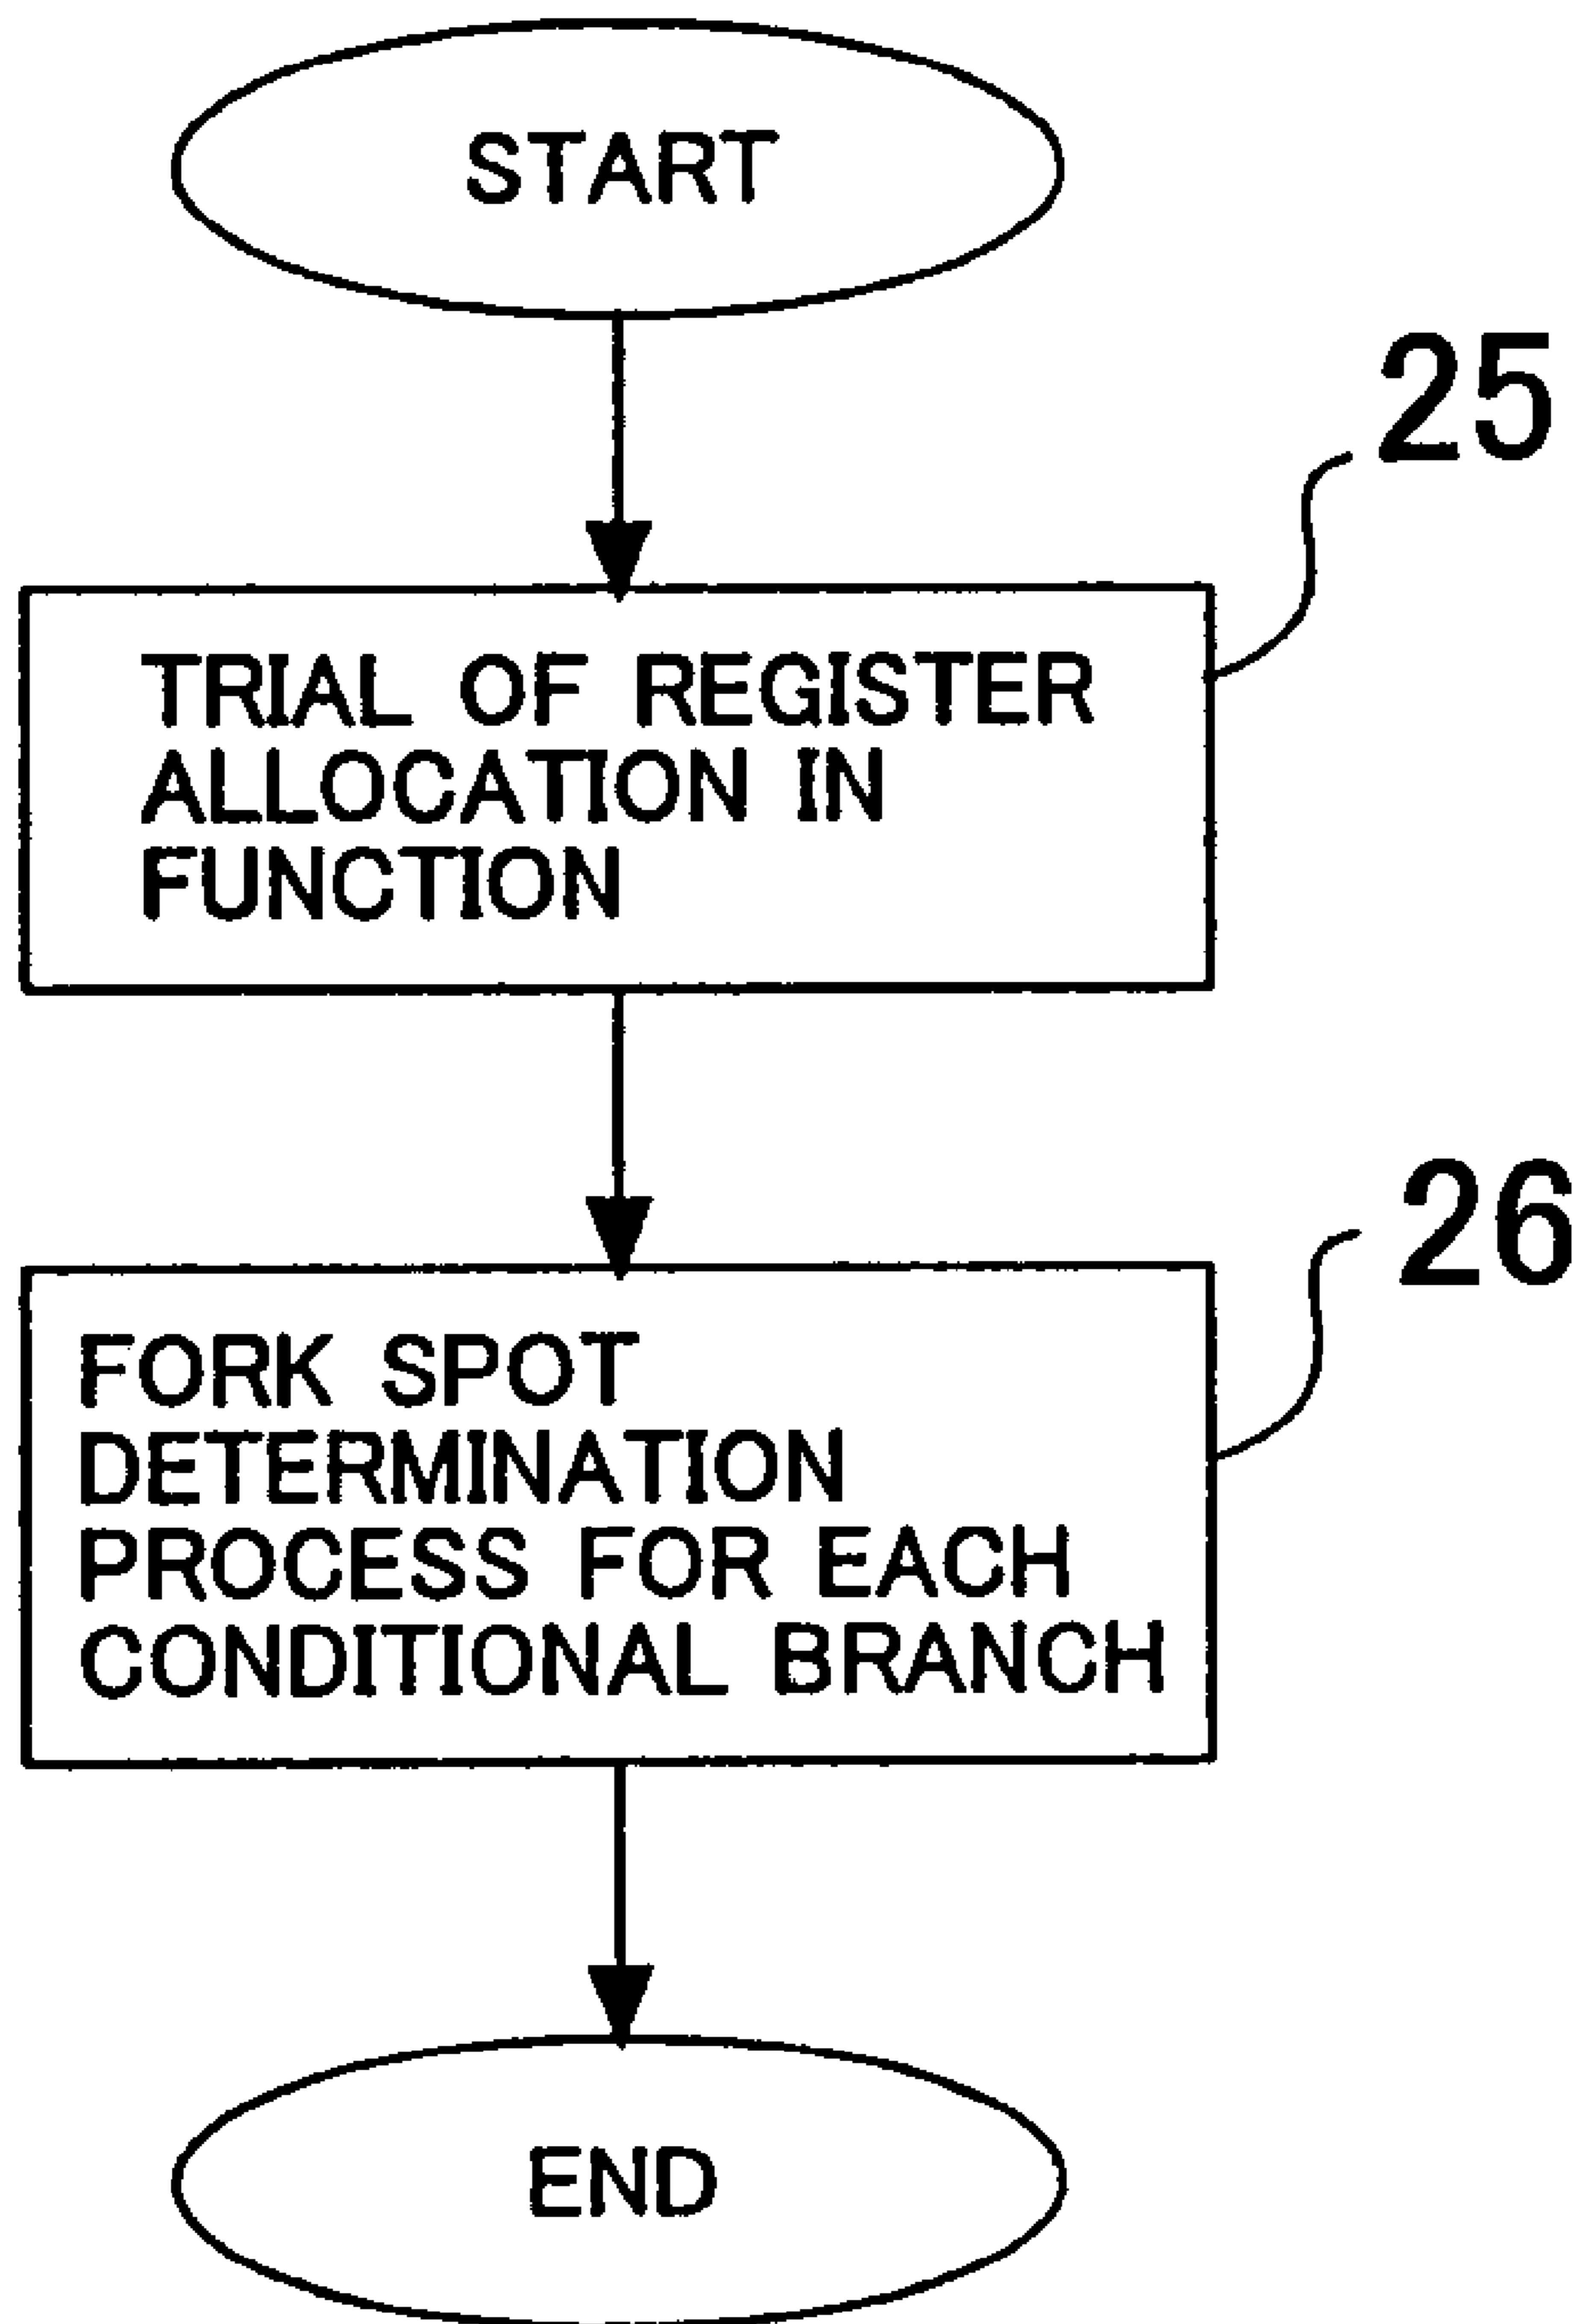 START
25
TRIAL OF REGISTER
ALLOCATION IN
FUNCTION
26
FORK SPOT
DETERMINATION
PROCESS FOR EACH
CONDITIONAL BRANCH
END